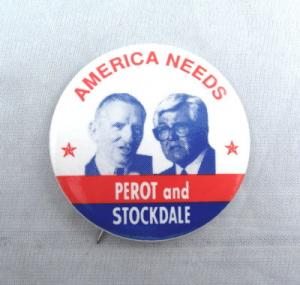 AMERICA NEEDS
PEROT and
STOCKDALE